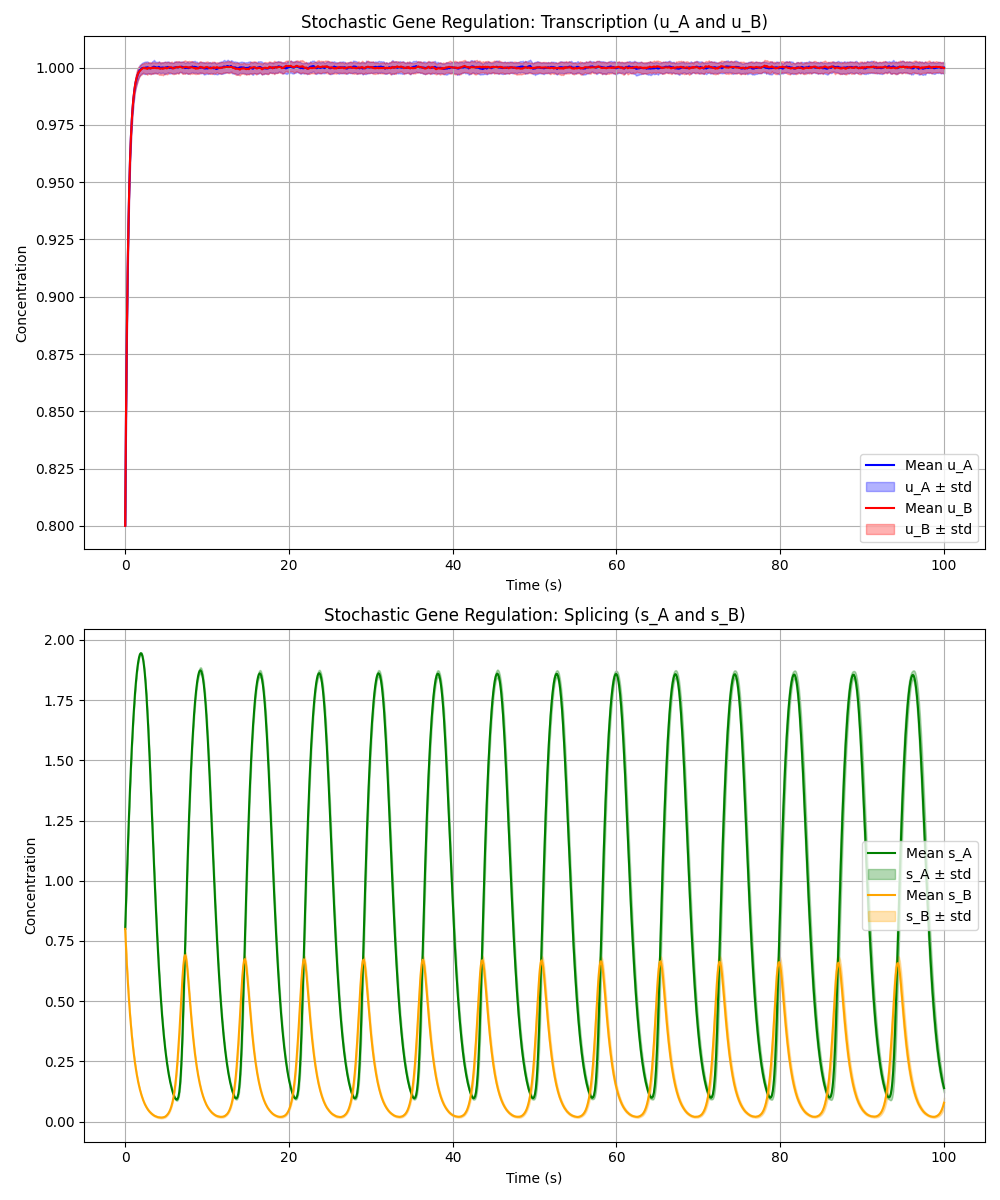 Stochastic Gene Regulation: Transcription (u_A and u_B)
Concentration
1.000
0.975
0.950
0.925
0.900
0.875
0.850
0.825
0.800
Mean u_A
u_A ± std
Mean u_B
u_B ± std
0 20 40 60 80 100
Time (s)
Stochastic Gene Regulation: Splicing (s_A and s_B)
Concentration
2.00
1.75
1.50
1.25
1.00
0.75
0.50
0.25
0.00
Mean s_A
s_A ± std
Mean s_B
s_B ± std
0 20 40 60 80 100
Time (s)